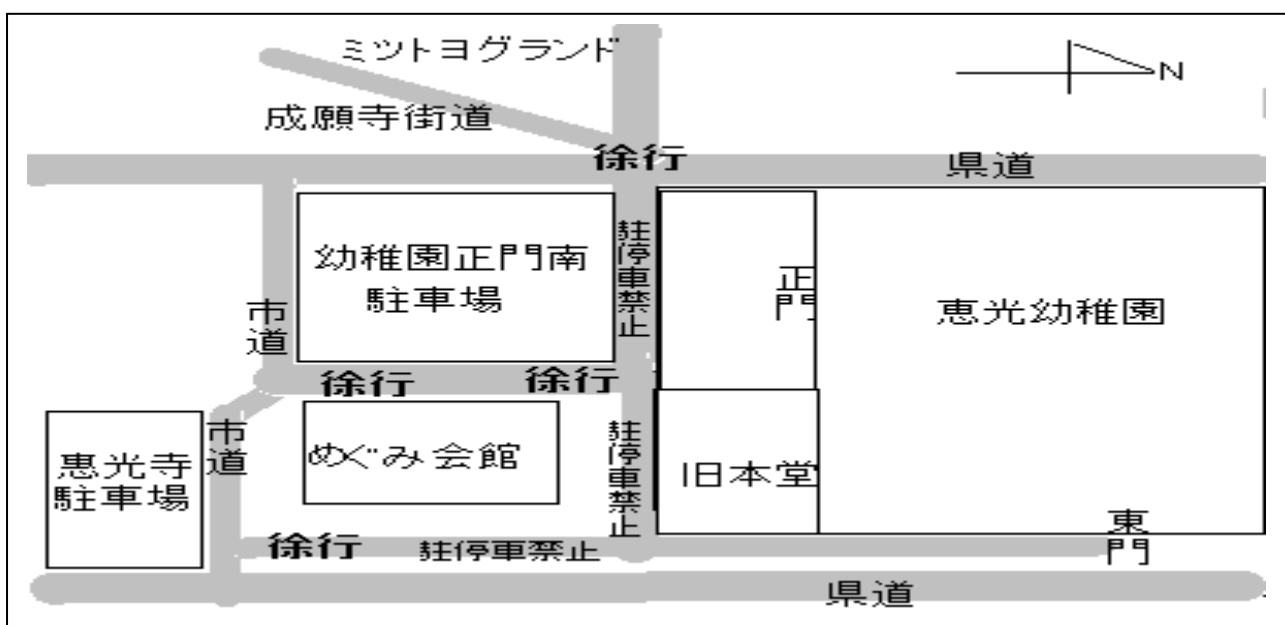 ミツトヨグランド
N
成願寺街道
徐行
県道
駐停車禁止
幼稚園正門南
駐車場
正門
恵光幼稚園
市道
徐行
徐行
市道
めぐみ会館
駐停車禁止
恵光寺
駐車場
旧本堂
東門
徐行
駐停車禁止
県道